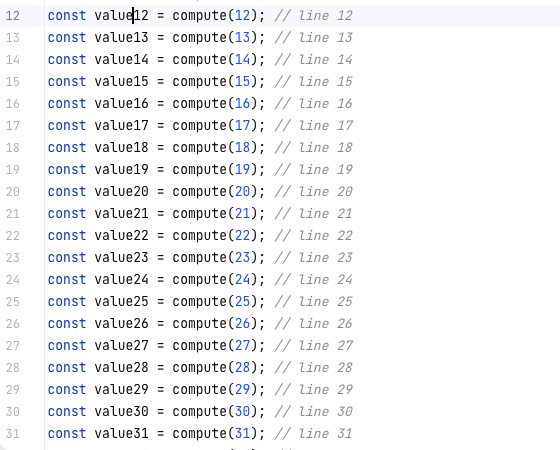 12 const value12 = compute(12); // line 12
13 const value13 = compute(13); // line 13
14 const value14 = compute(14); // line 14
15 const value15 = compute(15); // line 15
16 const value16 = compute(16); // line 16
17 const value17 = compute(17); // line 17
18 const value18 = compute(18); // line 18
19 const value19 = compute(19); // line 19
20 const value20 = compute(20); // line 20
21 const value21 = compute(21); // line 21
22 const value22 = compute(22); // line 22
23 const value23 = compute(23); // line 23
24 const value24 = compute(24); // line 24
25 const value25 = compute(25); // line 25
26 const value26 = compute(26); // line 26
27 const value27 = compute(27); // line 27
28 const value28 = compute(28); // line 28
29 const value29 = compute(29); // line 29
30 const value30 = compute(30); // line 30
31 const value31 = compute(31); // line 31